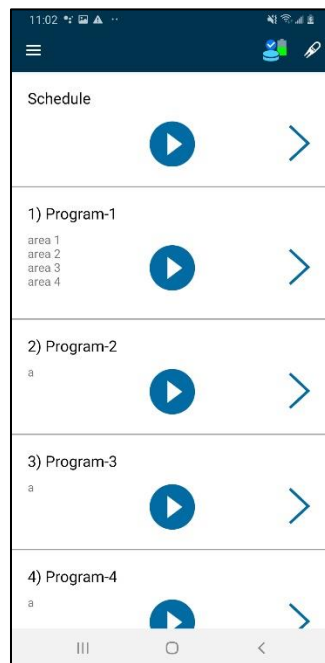 11:02
Schedule
1) Program-1
area 1
area 2
area 3
area 4
2) Program-2
a
3) Program-3
a
4) Program-4
a